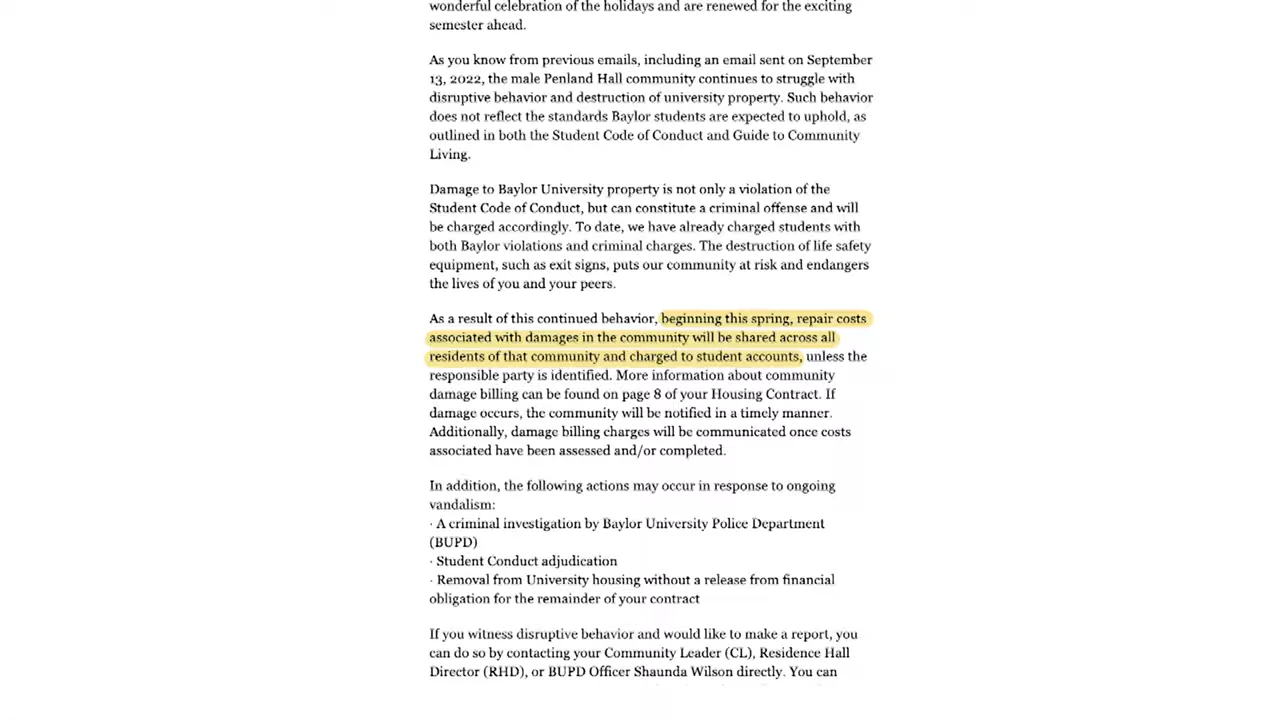 wonderful celebration of the holidays and are renewed for the exciting
semester ahead.
As you know from previous emails, including an email sent on September
13, 2022, the male Penland Hall community continues to struggle with
disruptive behavior and destruction of university property. Such behavior
does not reflect the standards Baylor students are expected to uphold, as
outlined in both the Student Code of Conduct and Guide to Community
Living.
Damage to Baylor University property is not only a violation of the
Student Code of Conduct, but can constitute a criminal offense and will
be charged accordingly. To date, we have already charged students with
both Baylor violations and criminal charges. The destruction of life safety
equipment, such as exit signs, puts our community at risk and endangers
the lives of you and your peers.
As a result of this continued behavior, beginning this spring, repair costs
associated with damages in the community will be shared across all
residents of that community and charged to student accounts, unless the
responsible party is identified. More information about community
damage billing can be found on page 8 of your Housing Contract. If
damage occurs, the community will be notified in a timely manner.
Additionally, damage billing charges will be communicated once costs
associated have been assessed and/or completed.
In addition, the following actions may occur in response to ongoing
vandalism:
· A criminal investigation by Baylor University Police Department
(BUPD)
· Student Conduct adjudication
· Removal from University housing without a release from financial
obligation for the remainder of your contract
If you witness disruptive behavior and would like to make a report, you
can do so by contacting your Community Leader (CL), Residence Hall
Director (RHD), or BUPD Officer Shaunda Wilson directly. You can